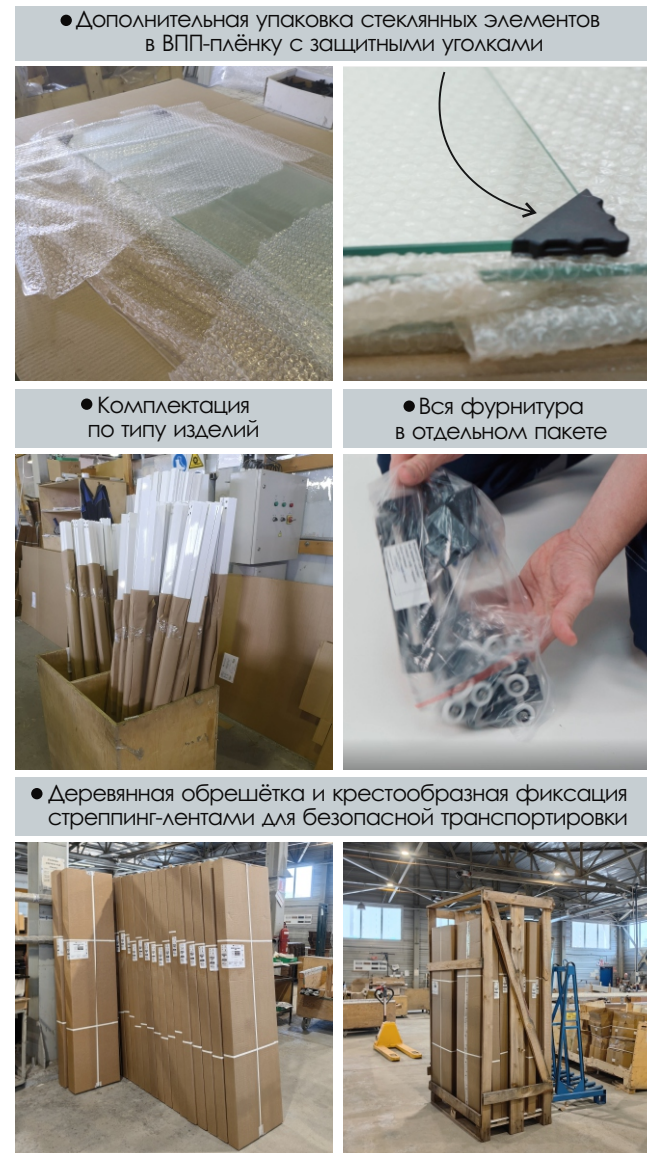 ● Дополнительная упаковка стеклянных элементов
в ВПП-плёнку с защитными уголками
● Комплектация
по типу изделий
● Вся фурнитура
в отдельном пакете
● Деревянная обрешётка и крестообразная фиксация
стреппинг-лентами для безопасной транспортировки